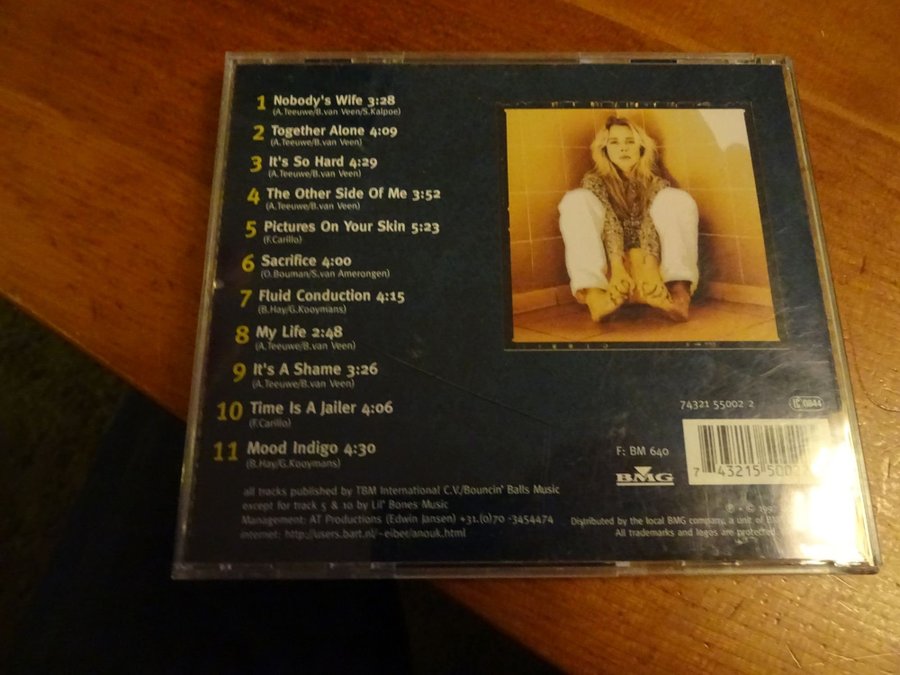 1 Nobody's Wife 3:28
(A.Teeuwe/B.van Veen/S.Kalpoe)
2 Together Alone 4:09
(A.Teeuwe/B.van Veen)
3 It's So Hard 4:29
(A.Teeuwe/B.van Veen)
4 The Other Side Of Me 3:52
(A.Teeuwe/B.van Veen)
5 Pictures On Your Skin 5:23
(F.Carillo)
6 Sacrifice 4:00
(O.Bouman/S.van Amerongen)
7 Fluid Conduction 4:15
(B.Hay/G.Kooymans)
8 My Life 2:48
(A.Teeuwe/B.van Veen)
9 It's A Shame 3:26
(A.Teeuwe/B.van Veen)
10 Time Is A Jailer 4:06
(F.Carillo)
11 Mood Indigo 4:30
(B.Hay/G.Kooymans)
all tracks published by TBM International C.V./Bouncin' Balls Music
except for track 5 & 10 by Lil' Bones Music
Management: AT Productions (Edwin Jansen) +31.(0)70 -3454474
internet: http://users.bart.nl/~eiber/anouk.html
74321 55002 2
LC 0844
F: BM 640
BMG
7 43215 5000
℗ + © 199
Distributed by the local BMG company, a unit of
All trademarks and logos are protected